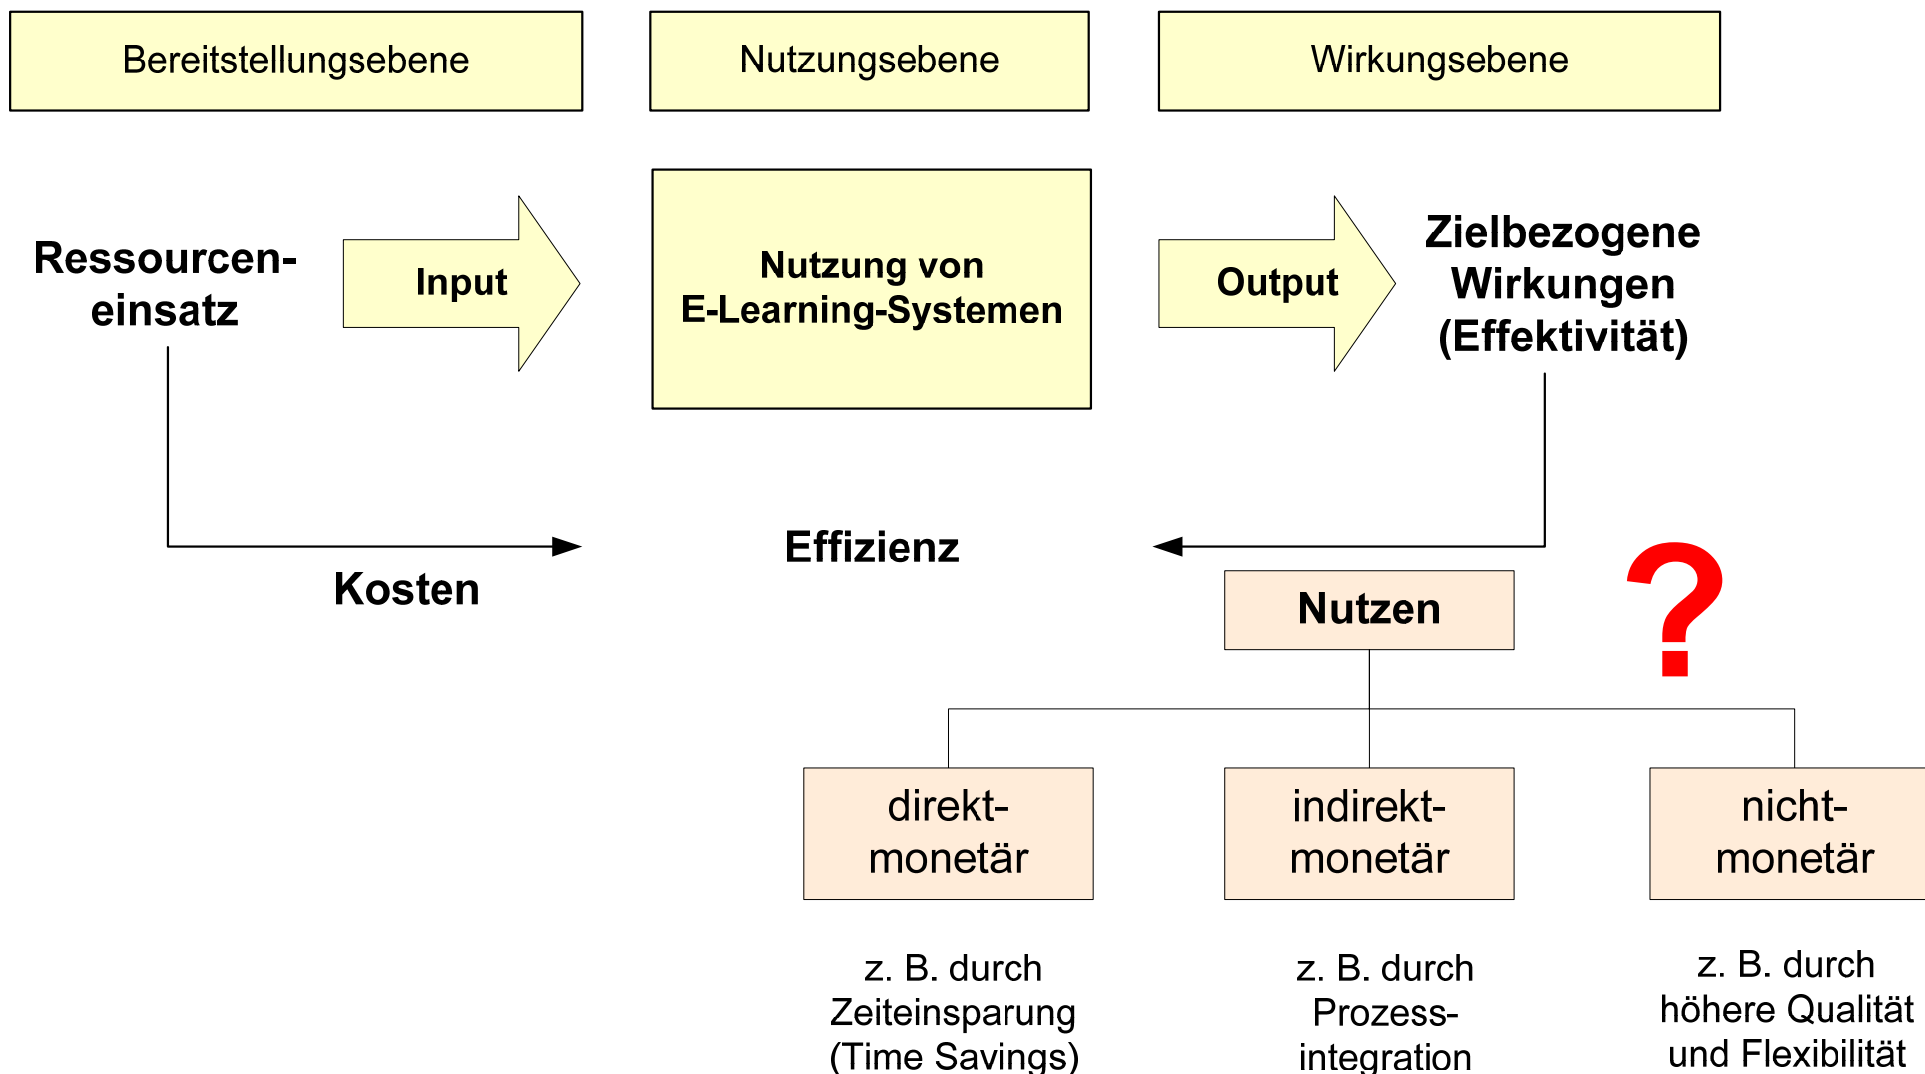 Bereitstellungsebene
Nutzungsebene
Wirkungsebene
Ressourcen-
einsatz
Input
Nutzung von
E-Learning-Systemen
Output
Zielbezogene
Wirkungen
(Effektivität)
Kosten
Effizienz
Nutzen
?
direkt-
monetär
indirekt-
monetär
nicht-
monetär
z. B. durch
Zeiteinsparung
(Time Savings)
z. B. durch
Prozess-
integration
z. B. durch
höhere Qualität
und Flexibilität